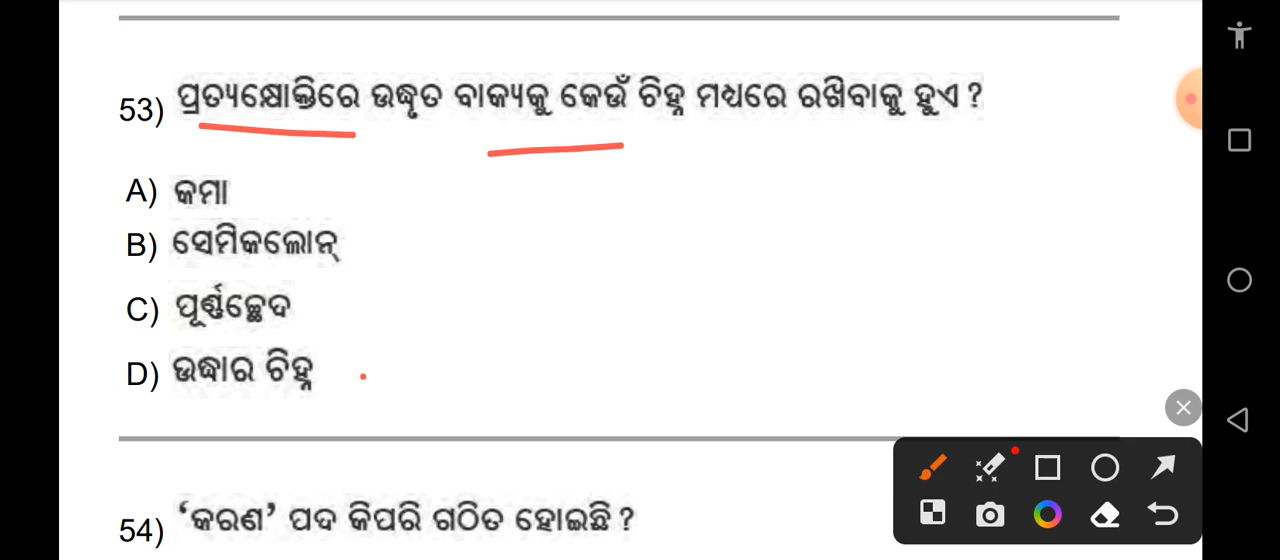 53) ପ୍ରତ୍ୟକ୍ଷୋକ୍ତିରେ ଉଦ୍ଧୃତ ବାକ୍ୟକୁ କେଉଁ ଚିହ୍ନ ମଧ୍ୟରେ ରଖିବାକୁ ହୁଏ ?
A) କମା
B) ସେମିକଲୋନ୍
C) ପୂର୍ଣ୍ଣଚ୍ଛେଦ
D) ଉଦ୍ଧାର ଚିହ୍ନ
54) ‘କରଣ’ ପଦ କିପରି ଗଠିତ ହୋଇଛି ?